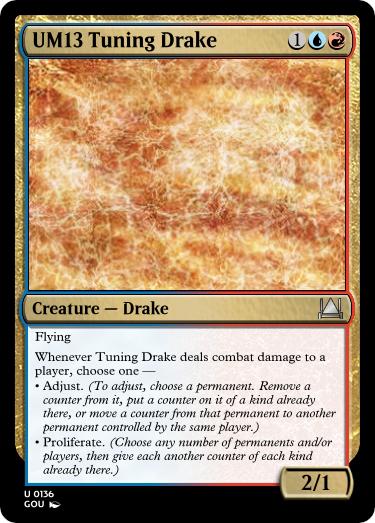 UM13 Tuning Drake 1
Creature — Drake
Flying
Whenever Tuning Drake deals combat damage to a
player, choose one —
• Adjust. (To adjust, choose a permanent. Remove a
counter from it, put a counter on it of a kind already
there, or move a counter from that permanent to another
permanent controlled by the same player.)
• Proliferate. (Choose any number of permanents and/or
players, then give each another counter of each kind
already there.)
2/1
U 0136
GOU